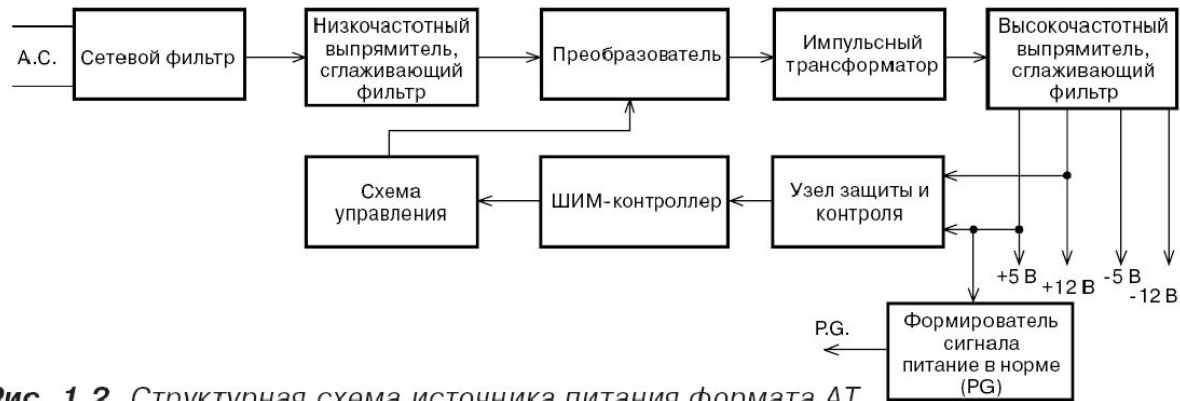 A.C.
Сетевой фильтр
Низкочастотный
выпрямитель,
сглаживающий
фильтр
Преобразователь
Импульсный
трансформатор
Высокочастотный
выпрямитель,
сглаживающий
фильтр
Схема
управления
ШИМ-контроллер
Узел защиты и
контроля
+5 В
+12 В
-5 В
-12 В
P.G.
Формирователь
сигнала
питание в норме
(PG)
Рис. 1.2. Структурная схема источника питания формата АТ